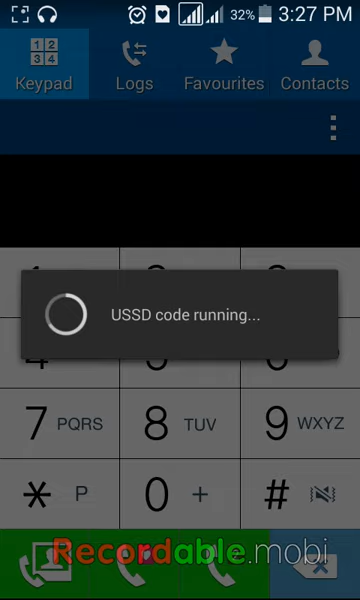 32% 3:27 PM
Keypad Logs Favourites Contacts
USSD code running...
7 PQRS 8 TUV 9 WXYZ
* P 0 + #
Recordable.mobi